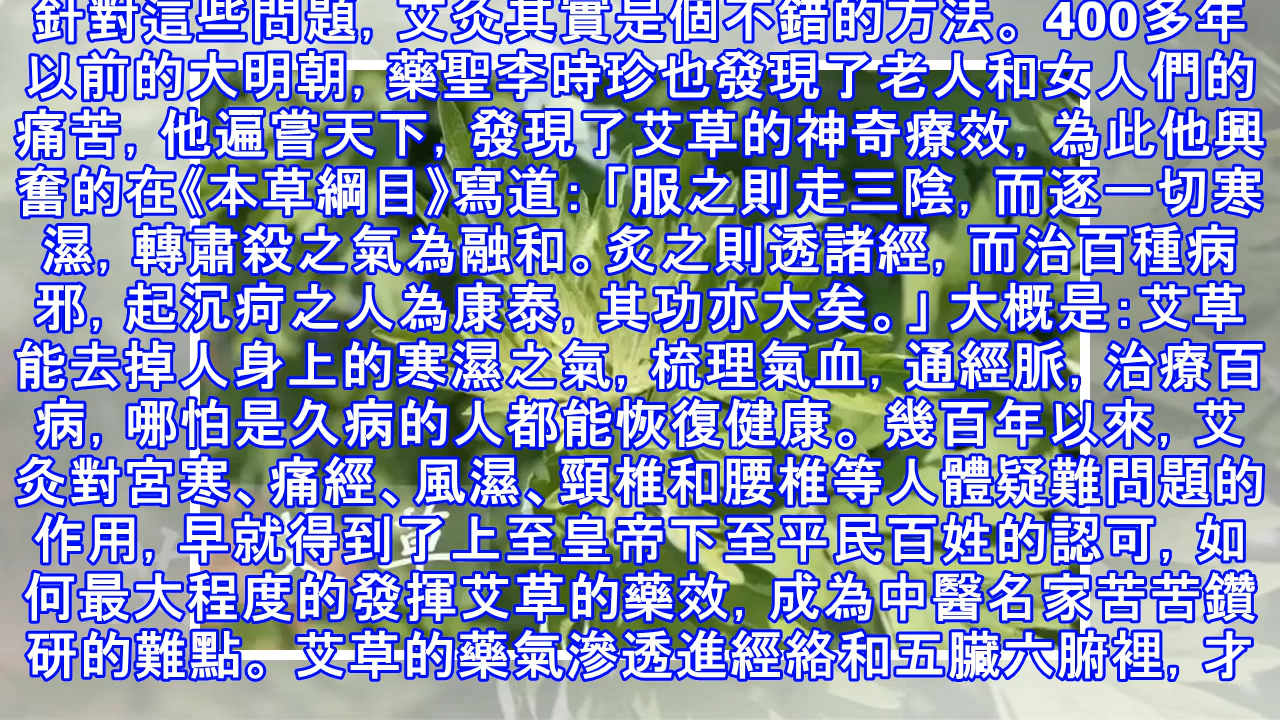 針對這些問題, 艾灸其實是個不錯的方法。400多年
以前的大明朝, 藥聖李時珍也發現了老人和女人們的
痛苦, 他遍嘗天下, 發現了艾草的神奇療效, 為此他興
奮的在《本草綱目》寫道:「服之則走三陰, 而逐一切寒
濕, 轉肅殺之氣為融和。炙之則透諸經, 而治百種病
邪, 起沉疴之人為康泰, 其功亦大矣。」大概是:艾草
能去掉人身上的寒濕之氣, 梳理氣血, 通經脈, 治療百
病, 哪怕是久病的人都能恢復健康。幾百年以來, 艾
灸對宮寒、痛經、風濕、頸椎和腰椎等人體疑難問題的
作用, 早就得到了上至皇帝下至平民百姓的認可, 如
何最大程度的發揮艾草的藥效, 成為中醫名家苦苦鑽
研的難點。艾草的藥氣滲透進經絡和五臟六腑裡, 才